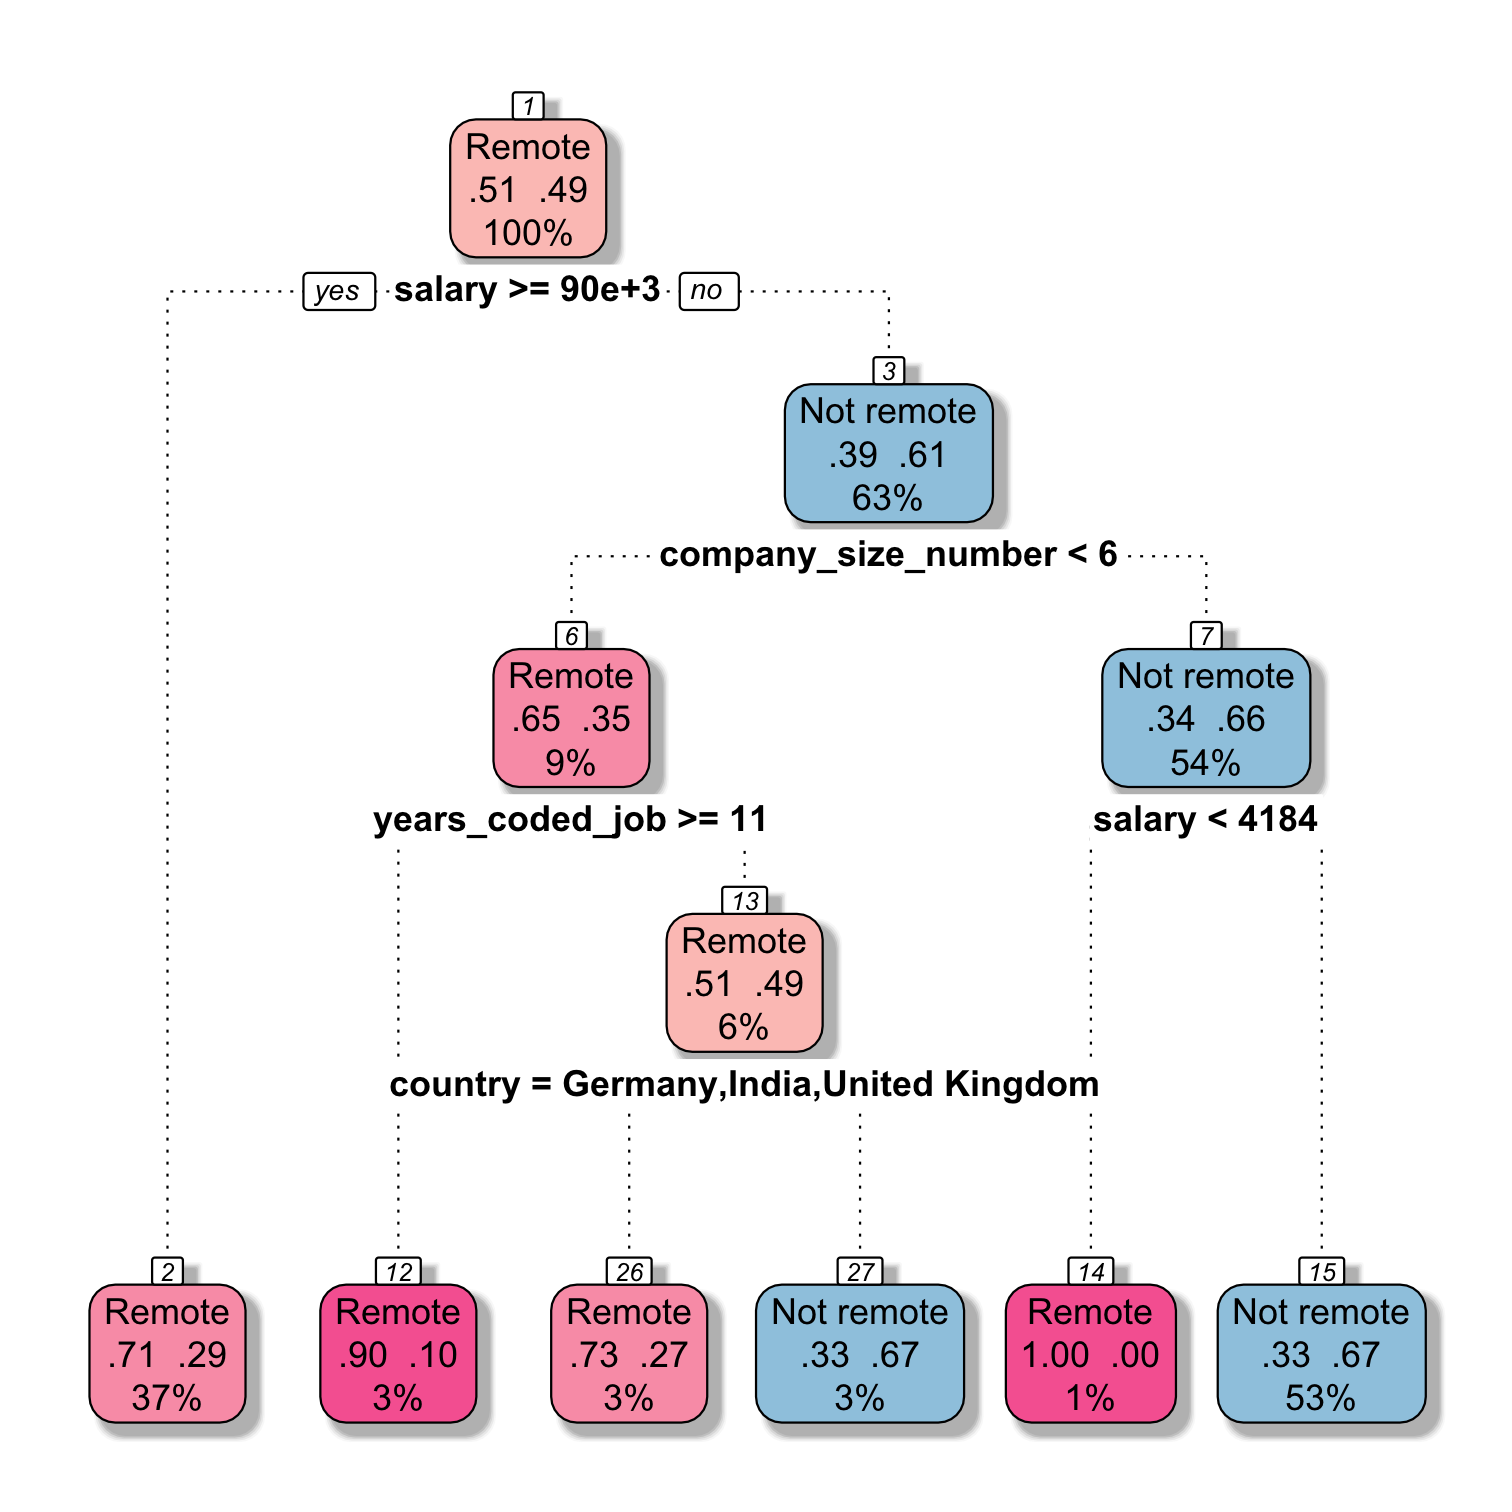 1
Remote
.51 .49
100%
yes salary >= 90e+3 no
3
Not remote
.39 .61
63%
company_size_number < 6
6
Remote
.65 .35
9%
7
Not remote
.34 .66
54%
years_coded_job >= 11
salary < 4184
13
Remote
.51 .49
6%
country = Germany,India,United Kingdom
2
Remote
.71 .29
37%
12
Remote
.90 .10
3%
26
Remote
.73 .27
3%
27
Not remote
.33 .67
3%
14
Remote
1.00 .00
1%
15
Not remote
.33 .67
53%